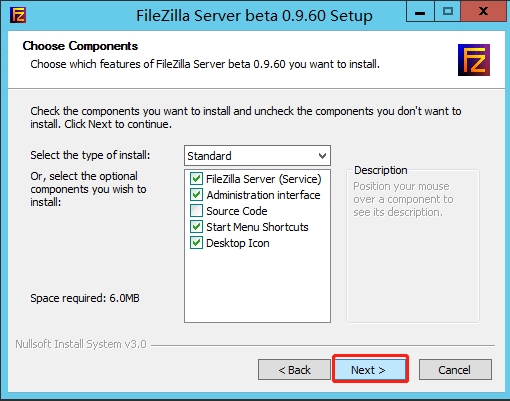 FileZilla Server beta 0.9.60 Setup
Choose Components
Choose which features of FileZilla Server beta 0.9.60 you want to install.
Check the components you want to install and uncheck the components you don't want to
install. Click Next to continue.
Select the type of install:
Standard
Or, select the optional
components you wish to
install:
FileZilla Server (Service)
Administration interface
Source Code
Start Menu Shortcuts
Desktop Icon
Description
Position your mouse
over a component to
see its description.
Space required: 6.0MB
Nullsoft Install System v3.0
< Back
Next >
Cancel